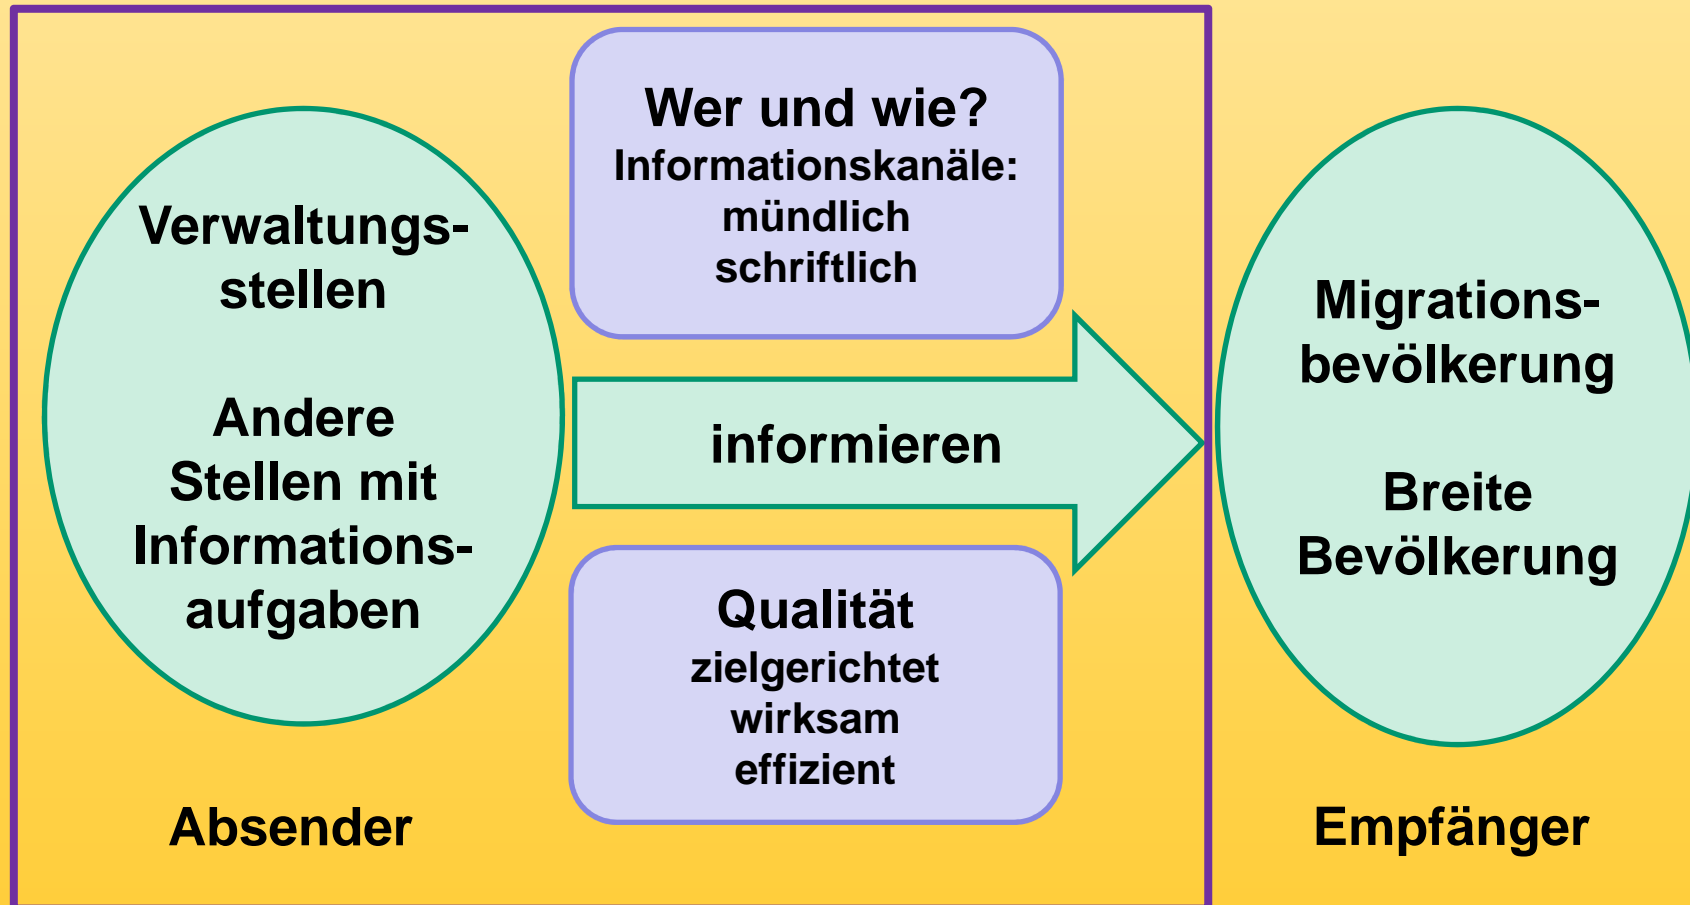 Verwaltungs-
stellen
Andere
Stellen mit
Informations-
aufgaben
Absender
Wer und wie?
Informationskanäle:
mündlich
schriftlich
informieren
Qualität
zielgerichtet
wirksam
effizient
Migrations-
bevölkerung
Breite
Bevölkerung
Empfänger